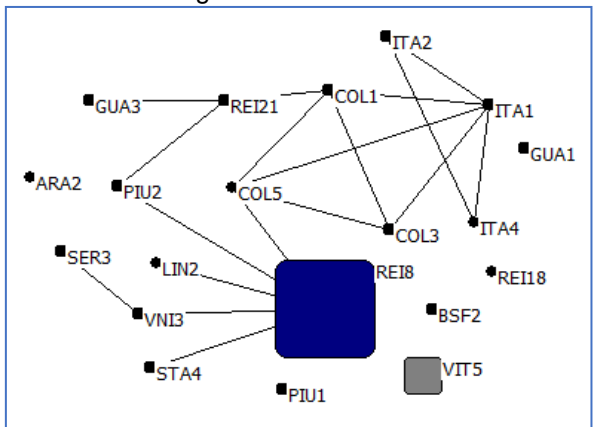 ITA2
COL1
GUA3
REI21
ITA1
GUA1
ARA2
PIU2
COL5
ITA4
COL3
SER3
LIN2
REI8
REI18
BSF2
VNI3
VIT5
STA4
PIU1